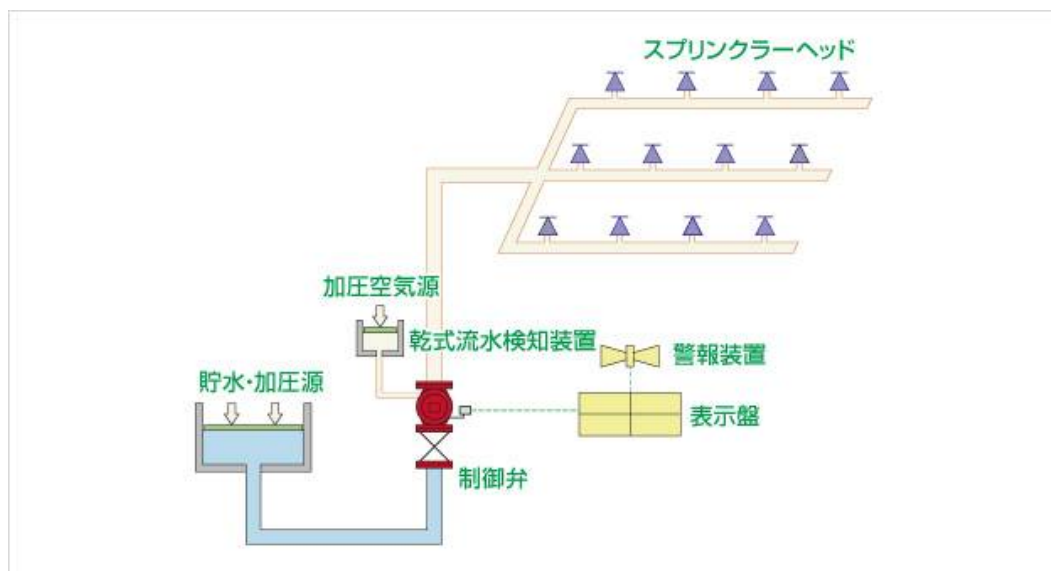 スプリンクラーヘッド
加圧空気源
乾式流水検知装置
警報装置
貯水・加圧源
表示盤
制御弁